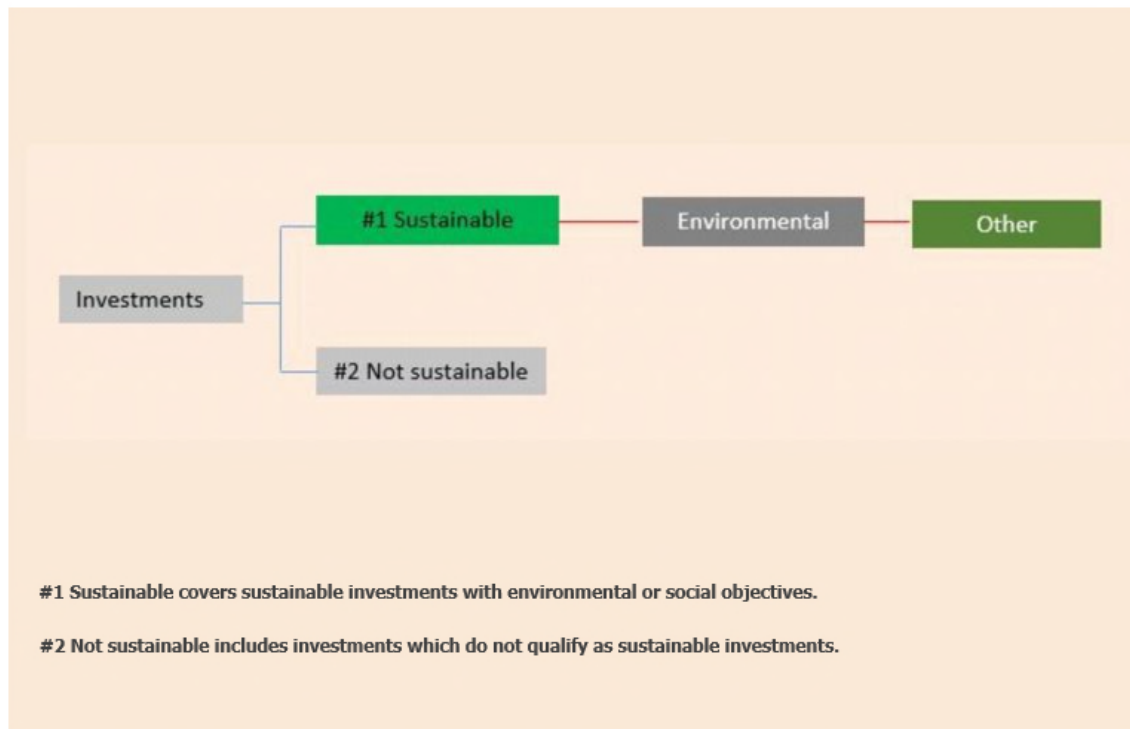 #1 Sustainable
Environmental
Other
Investments
#2 Not sustainable
#1 Sustainable covers sustainable investments with environmental or social objectives.
#2 Not sustainable includes investments which do not qualify as sustainable investments.